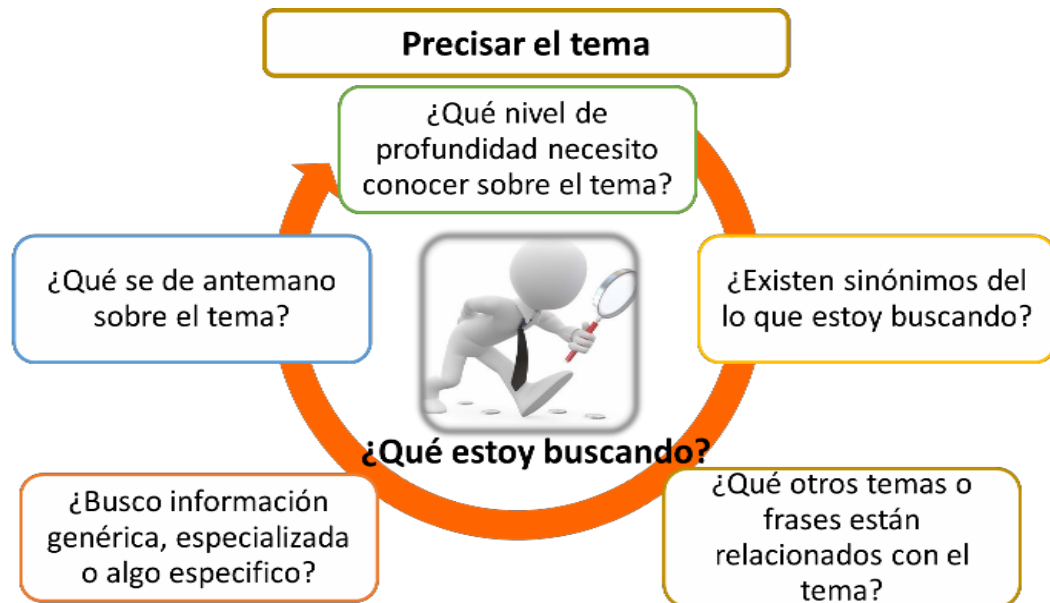 Precisar el tema
¿Qué nivel de
profundidad necesito
conocer sobre el tema?
¿Existen sinónimos del
lo que estoy buscando?
¿Qué otros temas o
frases están
relacionados con el
tema?
¿Busco información
genérica, especializada
o algo especifico?
¿Qué se de antemano
sobre el tema?
¿Qué estoy buscando?